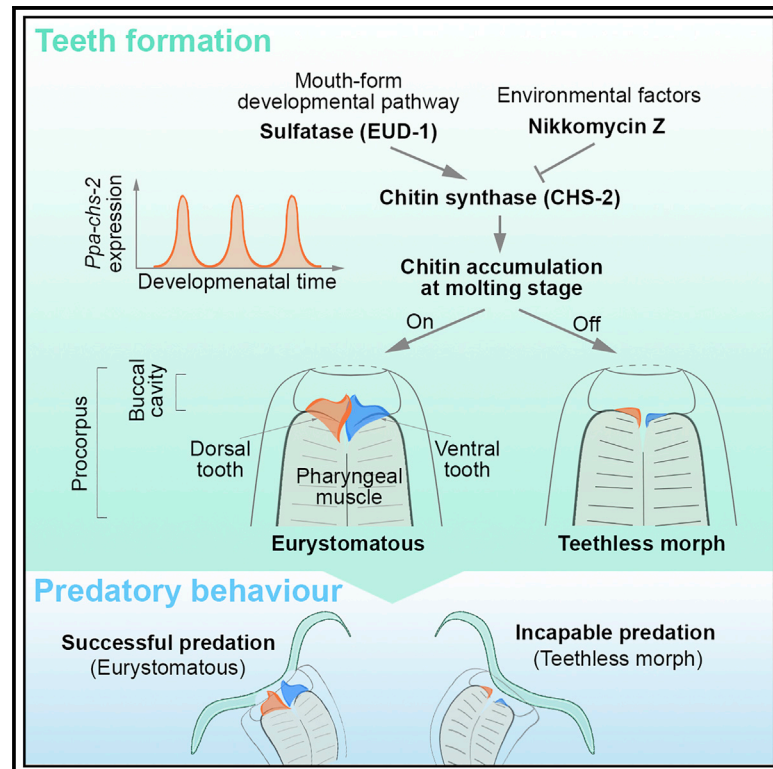 Teeth formation
Mouth-form
developmental pathway
Sulfatase (EUD-1)
Environmental factors
Nikkomycin Z
Ppa-chs-2
expression
Developmenatal time
Chitin synthase (CHS-2)
Chitin accumulation
at molting stage
On
Off
Procorpus
Buccal
cavity
Dorsal
tooth
Pharyngeal
muscle
Ventral
tooth
Eurystomatous
Teethless morph
Predatory behaviour
Successful predation
(Eurystomatous)
Incapable predation
(Teethless morph)